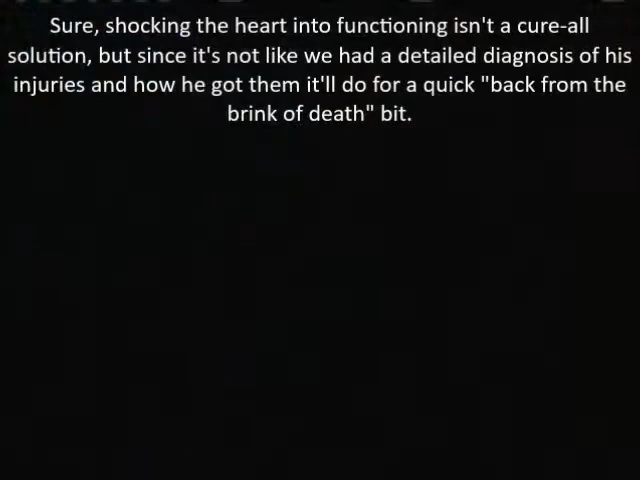 Sure, shocking the heart into functioning isn't a cure-all
solution, but since it's not like we had a detailed diagnosis of his
injuries and how he got them it'll do for a quick "back from the
brink of death" bit.